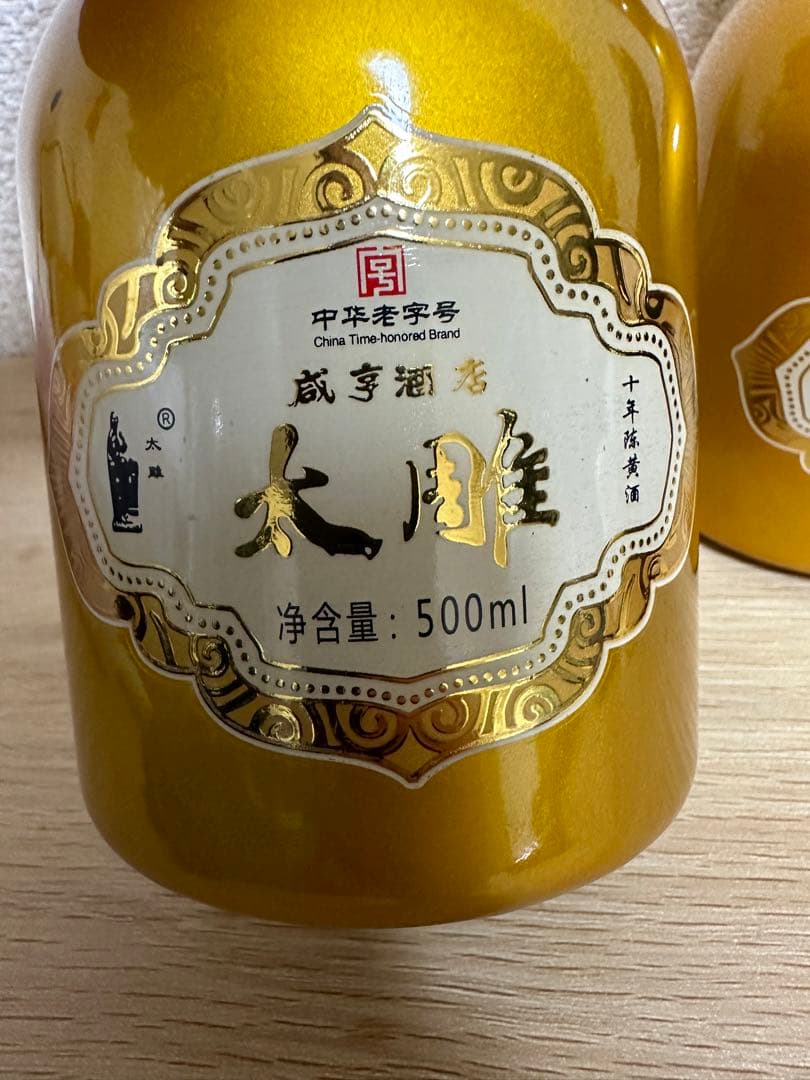 中华老字号
China Time-honored Brand
咸亨酒店
太雕
®
太雕
十年陈黄酒
净含量：500ml